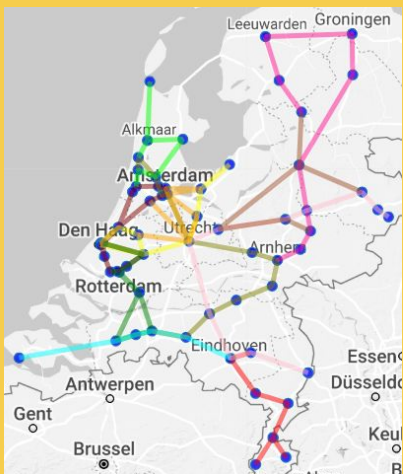 Leeuwarden
Groningen
Alkmaar
Amsterdam
Den Haag
Utrecht
Arnhem
Rotterdam
Eindhoven
Essen
Antwerpen
Düsseldo
Gent
Keul
Brussel